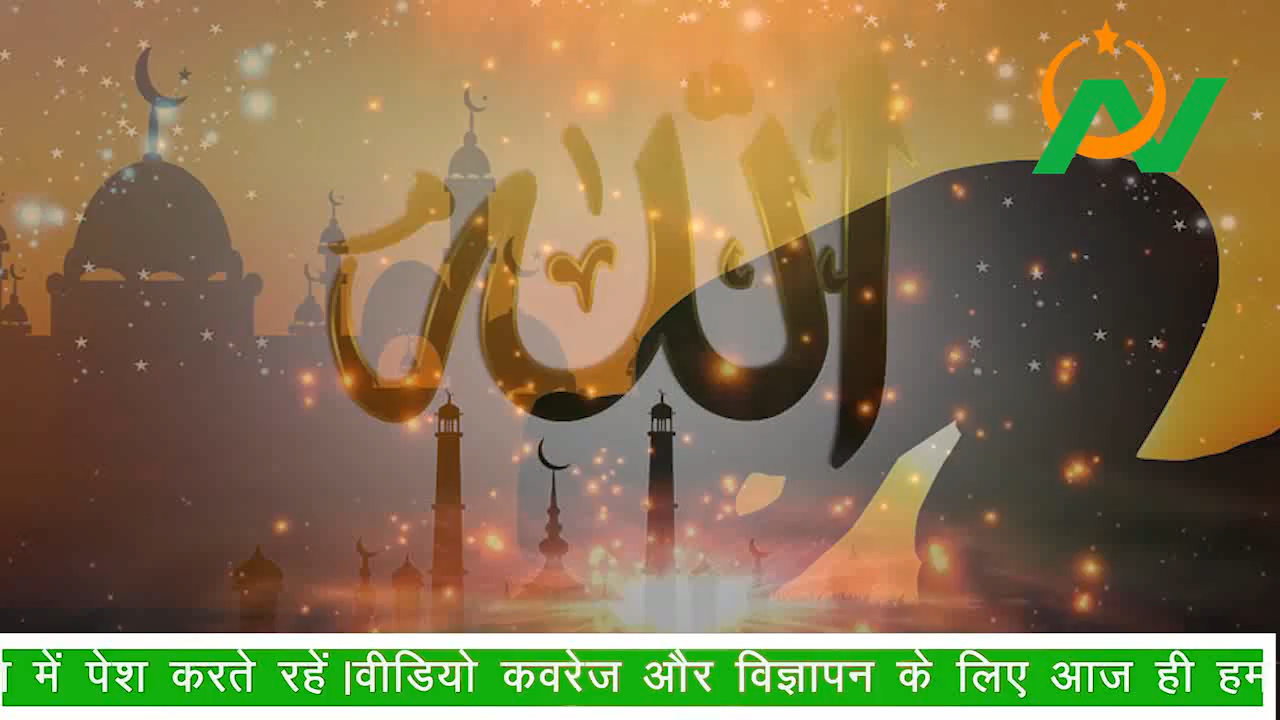 الله
में पेश करते रहें |वीडियो कवरेज और विज्ञापन के लिए आज ही हम